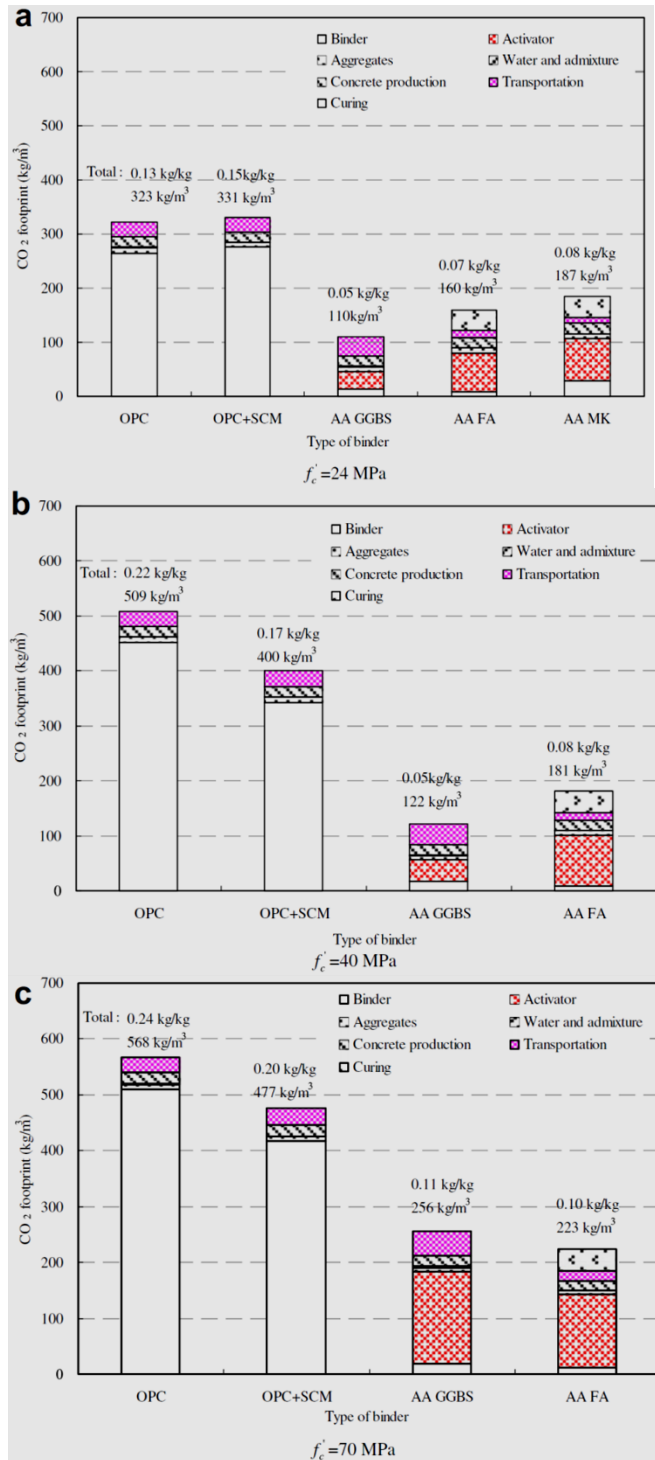 a
700
600
500
400
300
200
100
0
CO 2 footprint (kg/m³)
Binder
Activator
Aggregates
Water and admixture
Concrete production
Transportation
Curing
Total : 0.13 kg/kg
323 kg/m³
0.15kg/kg
331 kg/m³
0.05 kg/kg
110kg/m³
0.07 kg/kg
160 kg/m³
0.08 kg/kg
187 kg/m³
OPC
OPC+SCM
AA GGBS
AA FA
AA MK
Type of binder
f'c =24 MPa
b
700
600
500
400
300
200
100
0
CO 2 footprint (kg/m³)
Binder
Activator
Aggregates
Water and admixture
Concrete production
Transportation
Curing
Total : 0.22 kg/kg
509 kg/m³
0.17 kg/kg
400 kg/m³
0.05kg/kg
122 kg/m³
0.08 kg/kg
181 kg/m³
OPC
OPC+SCM
AA GGBS
AA FA
Type of binder
f'c =40 MPa
c
700
600
500
400
300
200
100
0
CO 2 footprint (kg/m³)
Binder
Activator
Aggregates
Water and admixture
Concrete production
Transportation
Curing
Total : 0.24 kg/kg
568 kg/m³
0.20 kg/kg
477 kg/m³
0.11 kg/kg
256 kg/m³
0.10 kg/kg
223 kg/m³
OPC
OPC+SCM
AA GGBS
AA FA
Type of binder
f'c =70 MPa